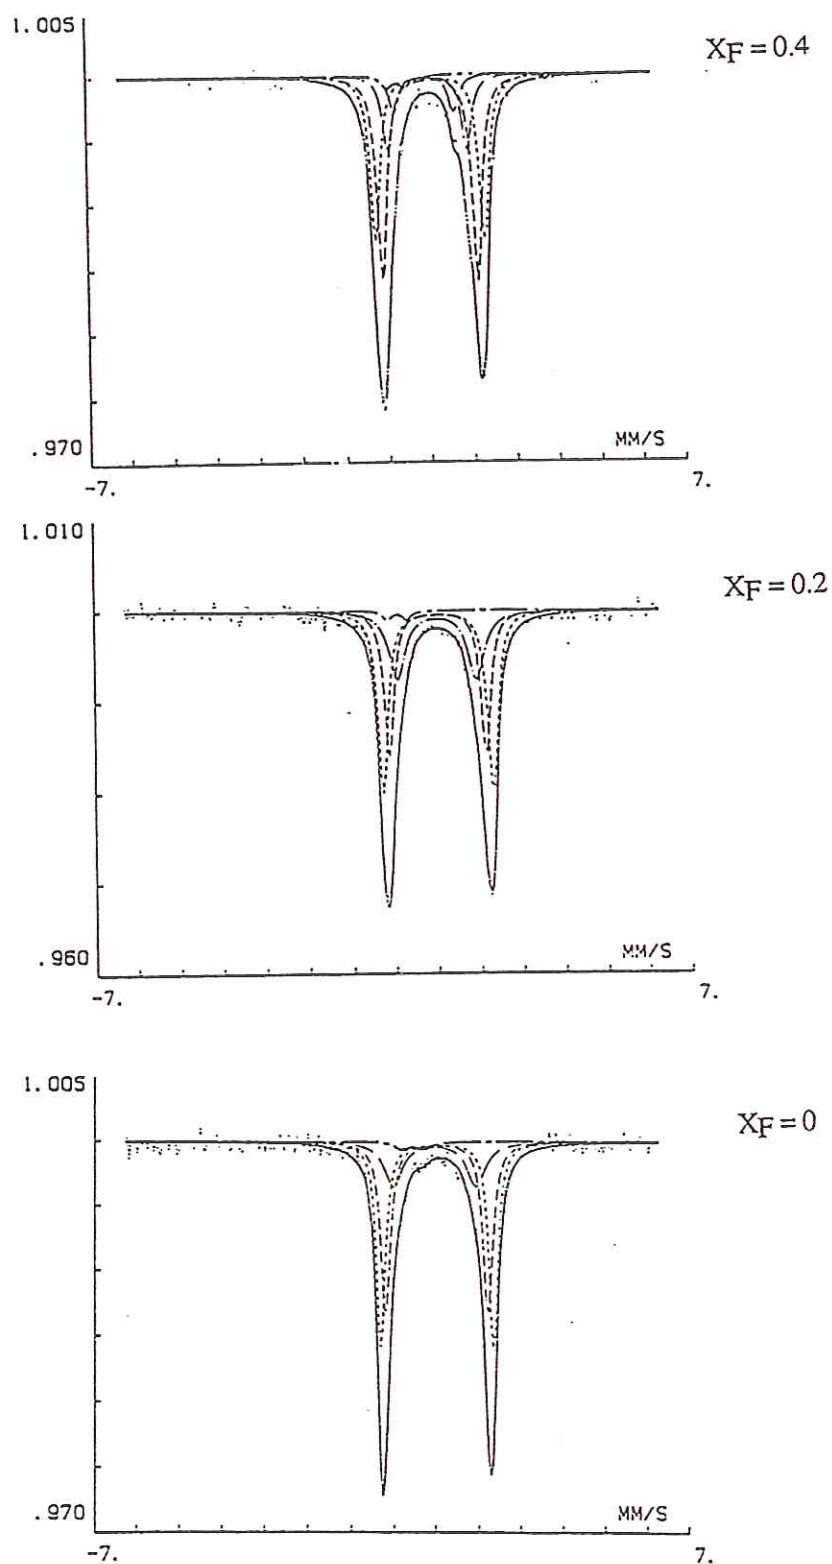 1.005
XF = 0.4
.970
MM/S
-7.
7.
1.010
XF = 0.2
.960
MM/S
-7.
7.
1.005
XF = 0
.970
MM/S
-7.
7.